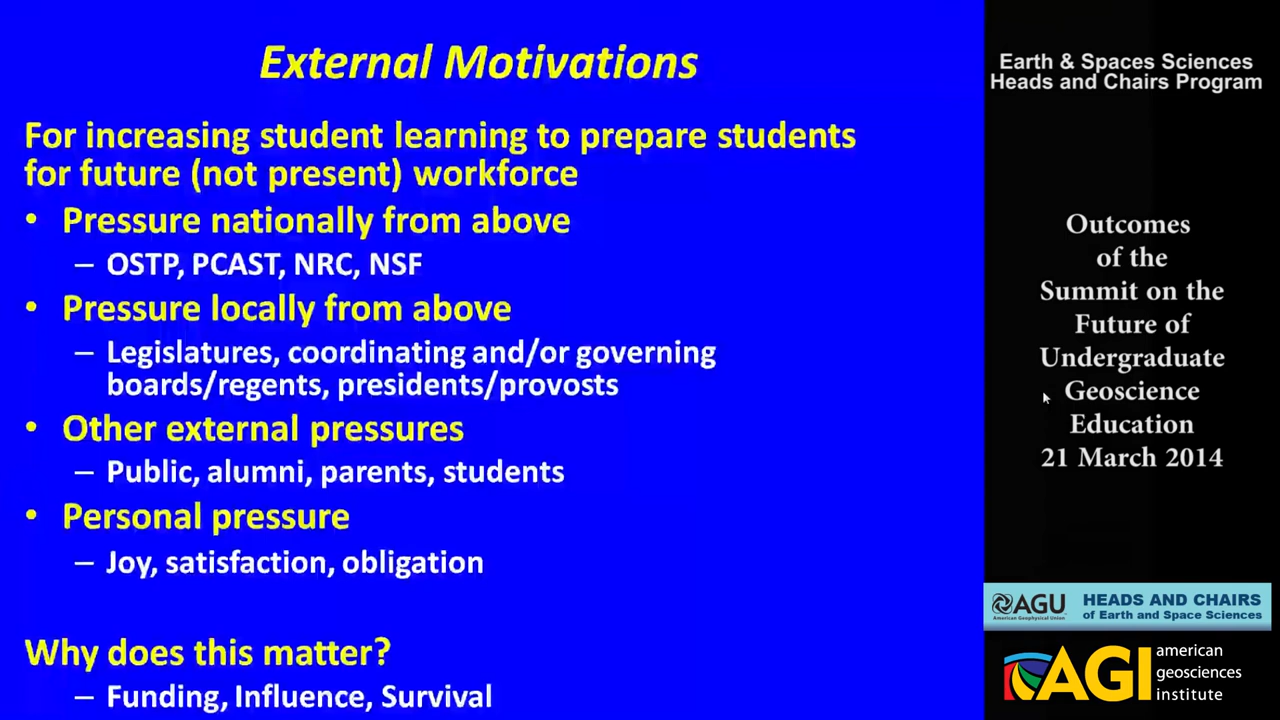 External Motivations
For increasing student learning to prepare students
for future (not present) workforce
• Pressure nationally from above
– OSTP, PCAST, NRC, NSF
• Pressure locally from above
– Legislatures, coordinating and/or governing
boards/regents, presidents/provosts
• Other external pressures
– Public, alumni, parents, students
• Personal pressure
– Joy, satisfaction, obligation
Why does this matter?
– Funding, Influence, Survival
Earth & Spaces Sciences
Heads and Chairs Program
Outcomes
of the
Summit on the
Future of
Undergraduate
Geoscience
Education
21 March 2014
AGU
American Geophysical Union
HEADS AND CHAIRS
of Earth and Space Sciences
AGI
american
geosciences
institute